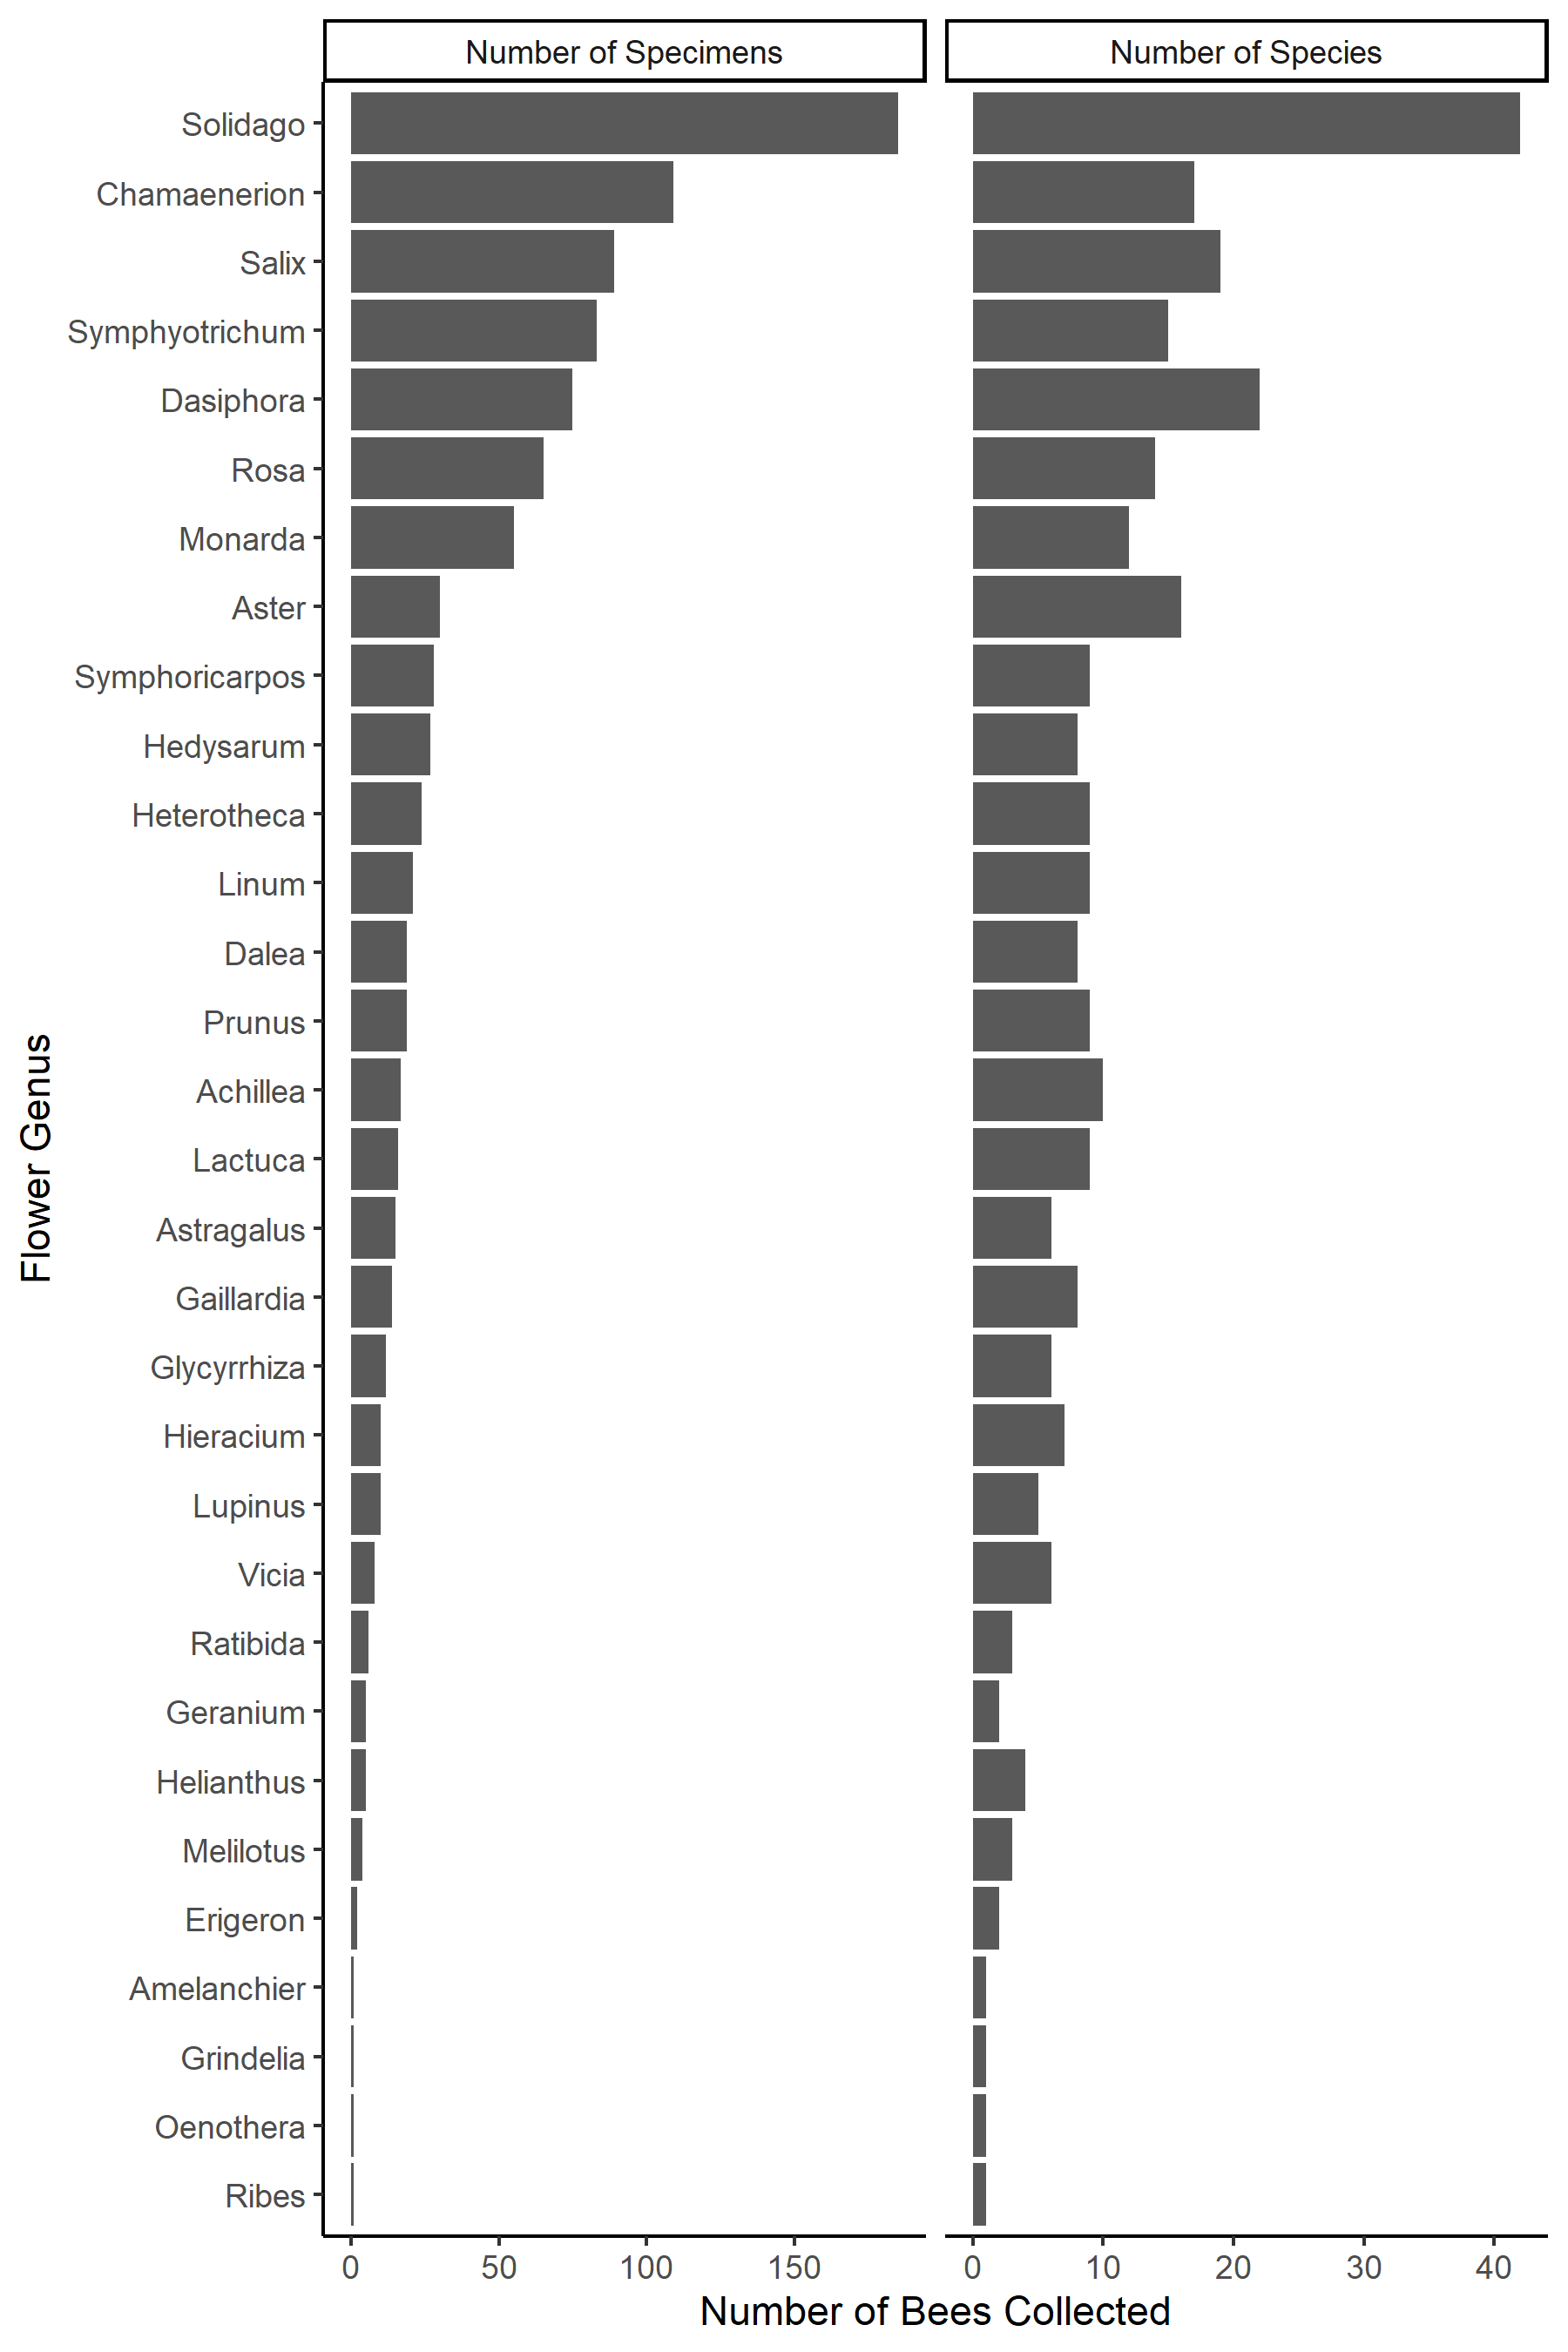 Number of Specimens
Number of Species
Solidago
Chamaenerion
Salix
Symphyotrichum
Dasiphora
Rosa
Monarda
Aster
Symphoricarpos
Hedysarum
Heterotheca
Linum
Dalea
Prunus
Achillea
Lactuca
Astragalus
Gaillardia
Glycyrrhiza
Hieracium
Lupinus
Vicia
Ratibida
Geranium
Helianthus
Melilotus
Erigeron
Amelanchier
Grindelia
Oenothera
Ribes
Flower Genus
0 50 100 150
0 10 20 30 40
Number of Bees Collected